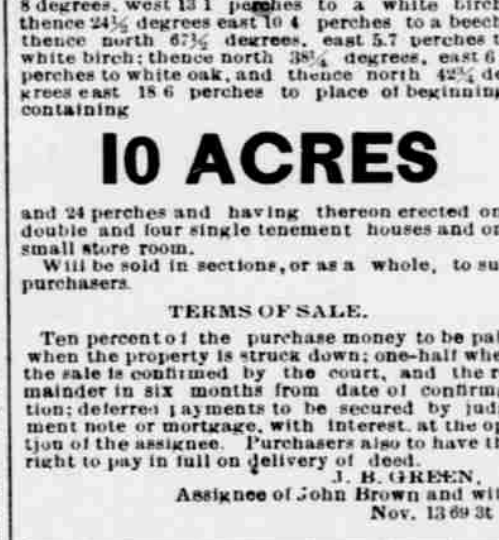 8 degrees, west 13 1 perches to a white birch
thence 24½ degrees east 10 4 perches to a beech
thence north 67½ degrees, east 5.7 perches t
white birch; thence north 38¼ degrees, east 6
perches to white oak, and thence north 42¾ de
grees east 18 6 perches to place of beginning
containing
10 ACRES
and 24 perches and having thereon erected on
double and four single tenement houses and on
small store room.
Will be sold in sections, or as a whole, to su
purchasers.
TERMS OF SALE.
Ten percent of the purchase money to be pai
when the property is struck down; one-half whe
the sale is confirmed by the court, and the r
mainder in six months from date of confirma
tion; deferred payments to be secured by jud
ment note or mortgage, with interest. at the op
tion of the assignee. Purchasers also to have th
right to pay in full on delivery of deed.
J. B. GREEN,
Assignee of John Brown and wif
Nov. 13 69 3t